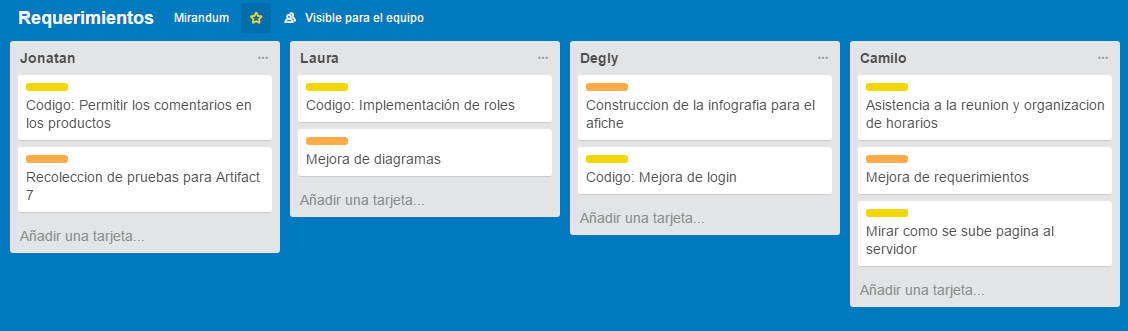 Requerimientos Mirandum Visible para el equipo
Jonatan
Codigo: Permitir los comentarios en
los productos
Recoleccion de pruebas para Artifact
7
Añadir una tarjeta...
Laura
Codigo: Implementación de roles
Mejora de diagramas
Añadir una tarjeta...
Degly
Construccion de la infografia para el
afiche
Codigo: Mejora de login
Añadir una tarjeta...
Camilo
Asistencia a la reunion y organizacion
de horarios
Mejora de requerimientos
Mirar como se sube pagina al
servidor
Añadir una tarjeta...